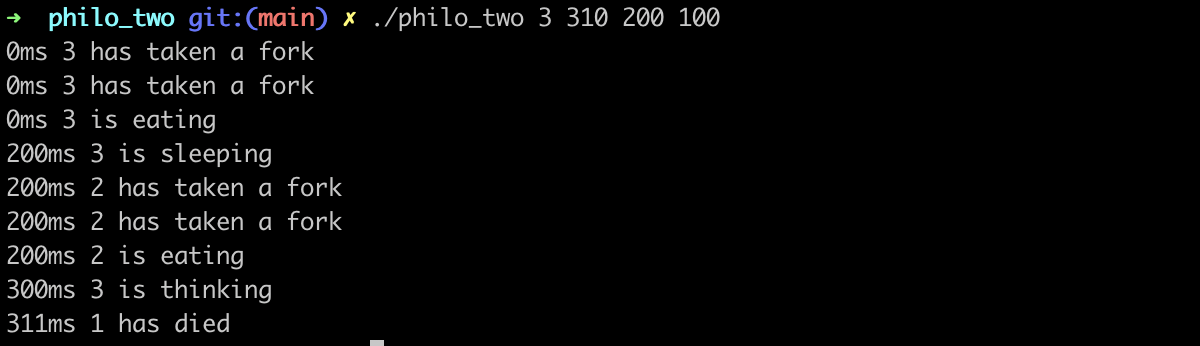 ➜  philo_two git:(main) ✗ ./philo_two 3 310 200 100
0ms 3 has taken a fork
0ms 3 has taken a fork
0ms 3 is eating
200ms 3 is sleeping
200ms 2 has taken a fork
200ms 2 has taken a fork
200ms 2 is eating
300ms 3 is thinking
311ms 1 has died